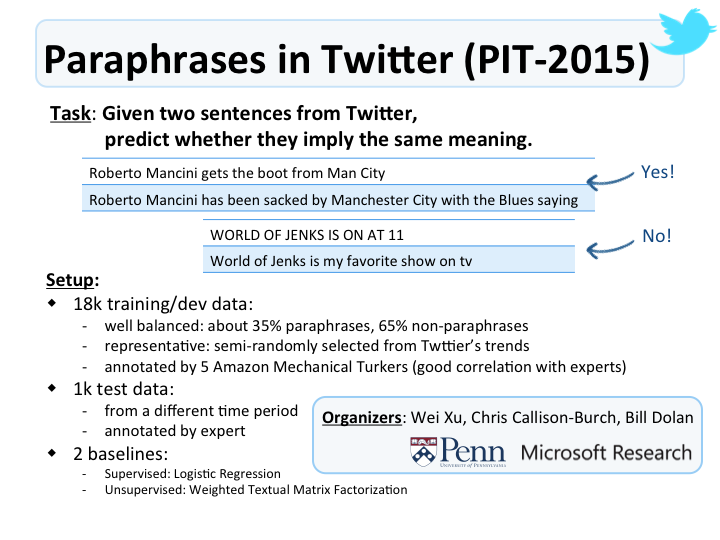 Paraphrases in Twitter (PIT-2015)
Task: Given two sentences from Twitter,
predict whether they imply the same meaning.
Roberto Mancini gets the boot from Man City
Yes!
Roberto Mancini has been sacked by Manchester City with the Blues saying
WORLD OF JENKS IS ON AT 11
No!
World of Jenks is my favorite show on tv
Setup:
◆ 18k training/dev data:
- well balanced: about 35% paraphrases, 65% non-paraphrases
- representative: semi-randomly selected from Twtter's trends
- annotated by 5 Amazon Mechanical Turkers (good correlation with experts)
◆ 1k test data:
- from a different time period
- annotated by expert
◆ 2 baselines:
- Supervised: Logistic Regression
- Unsupervised: Weighted Textual Matrix Factorization
Organizers: Wei Xu, Chris Callison-Burch, Bill Dolan
Penn
UNIVERSITY OF PENNSYLVANIA
Microsoft Research